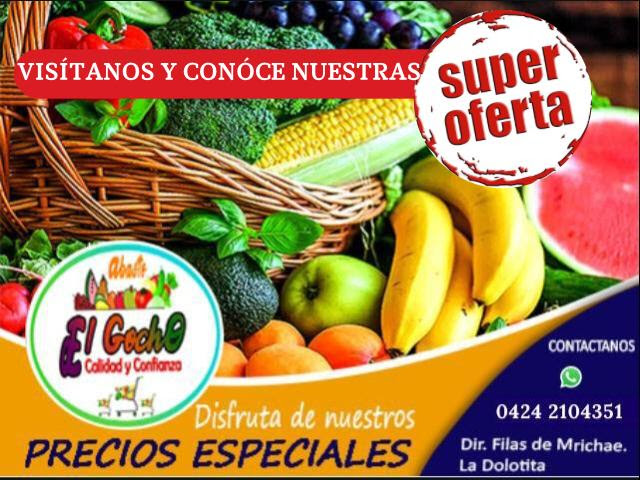 VISÍTANOS Y CONÓCE NUESTRAS
super
oferta
Abasto
El GochO
Calidad y Confianza
CONTACTANOS
0424 2104351
Disfruta de nuestros
PRECIOS ESPECIALES
Dir. Filas de Mrichae.
La Dolotita